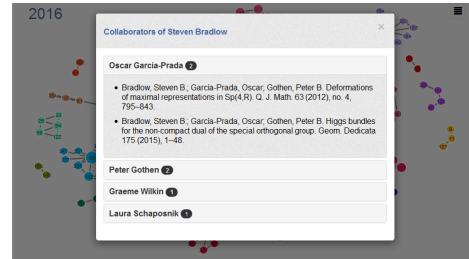 2016
Collaborators of Steven Bradlow
×
Oscar García-Prada 2
Bradlow, Steven B.; García-Prada, Oscar; Gothen, Peter B. Deformations
of maximal representations in Sp(4,R). Q. J. Math. 63 (2012), no. 4,
795–843.
Bradlow, Steven B.; García-Prada, Oscar; Gothen, Peter B. Higgs bundles
for the non-compact dual of the special orthogonal group. Geom. Dedicata
175 (2015), 1–48.
Peter Gothen 2
Graeme Wilkin 1
Laura Schaposnik 1